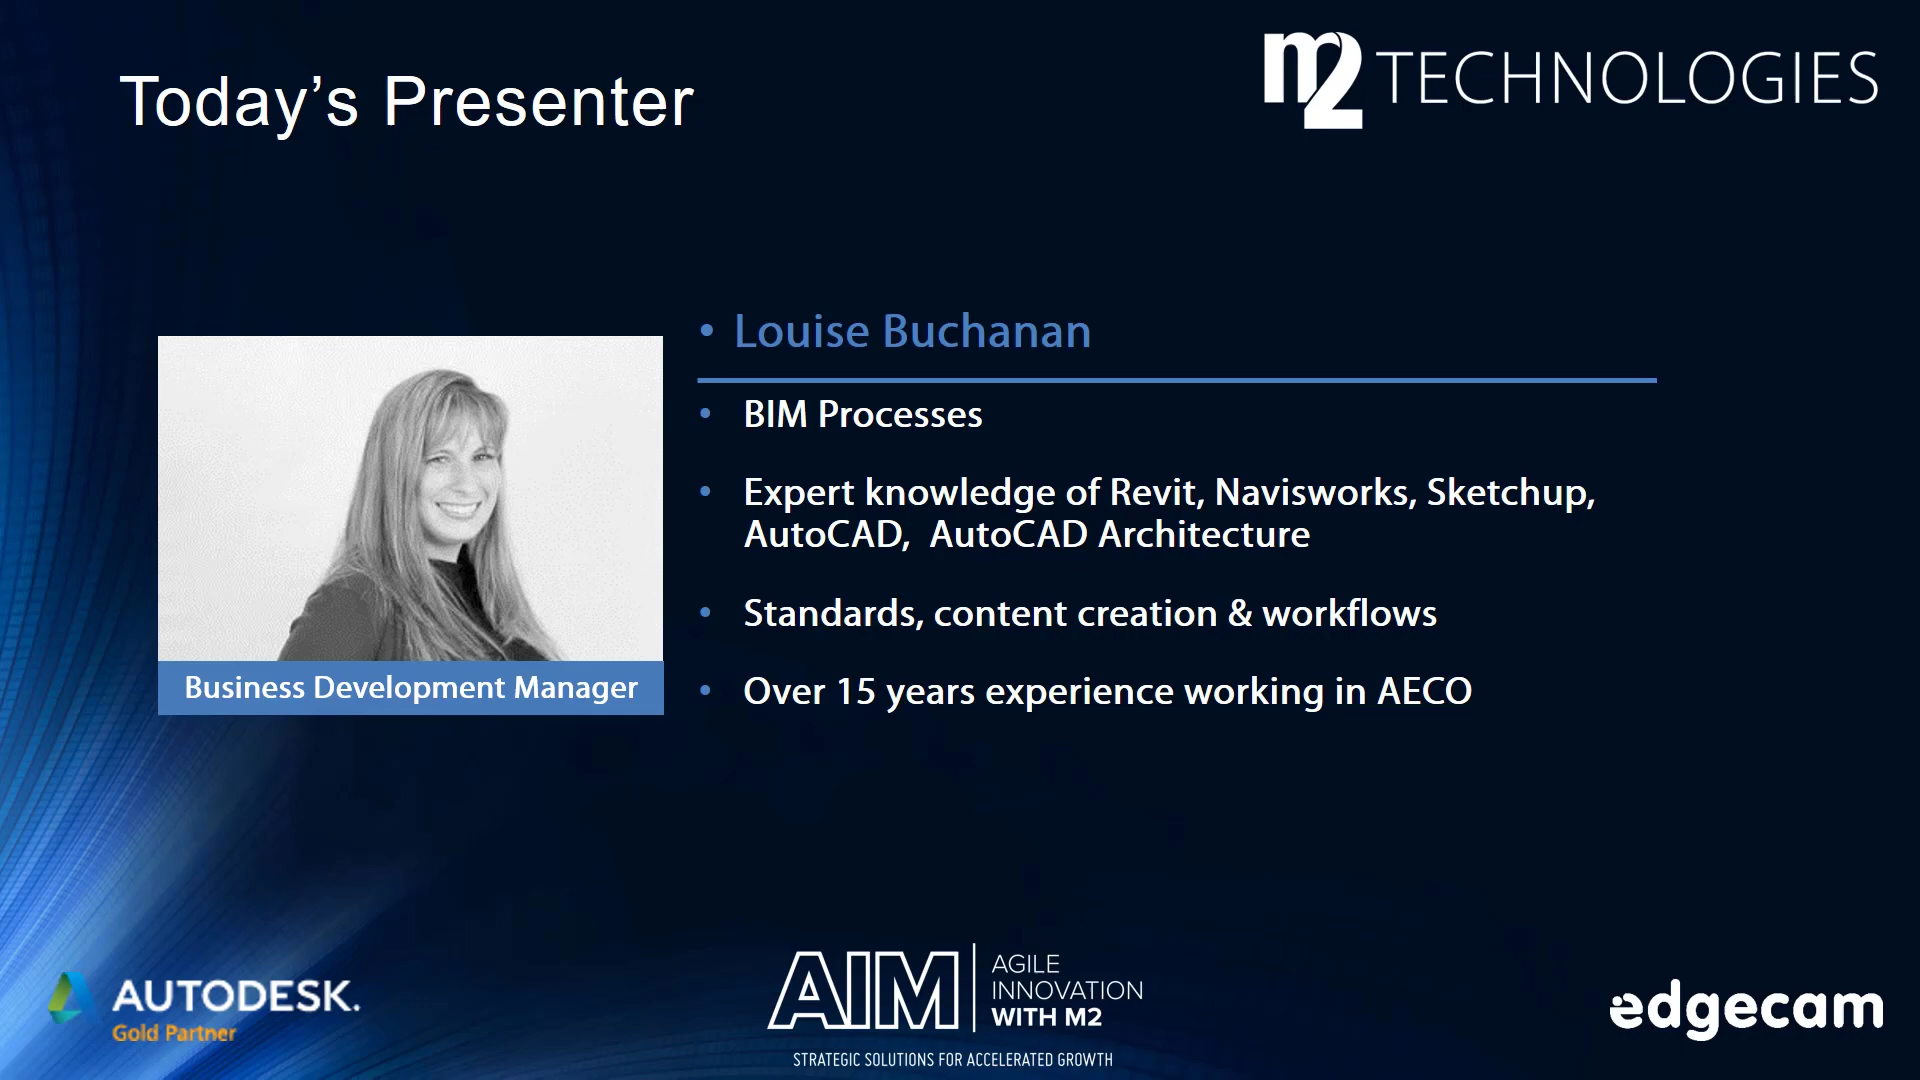 Today’s Presenter
m2 TECHNOLOGIES
• Louise Buchanan
• BIM Processes
• Expert knowledge of Revit, Navisworks, Sketchup,
AutoCAD,  AutoCAD Architecture
• Standards, content creation & workflows
• Over 15 years experience working in AECO
Business Development Manager
AUTODESK.
Gold Partner
AIM
AGILE
INNOVATION
WITH M2
STRATEGIC SOLUTIONS FOR ACCELERATED GROWTH
edgecam